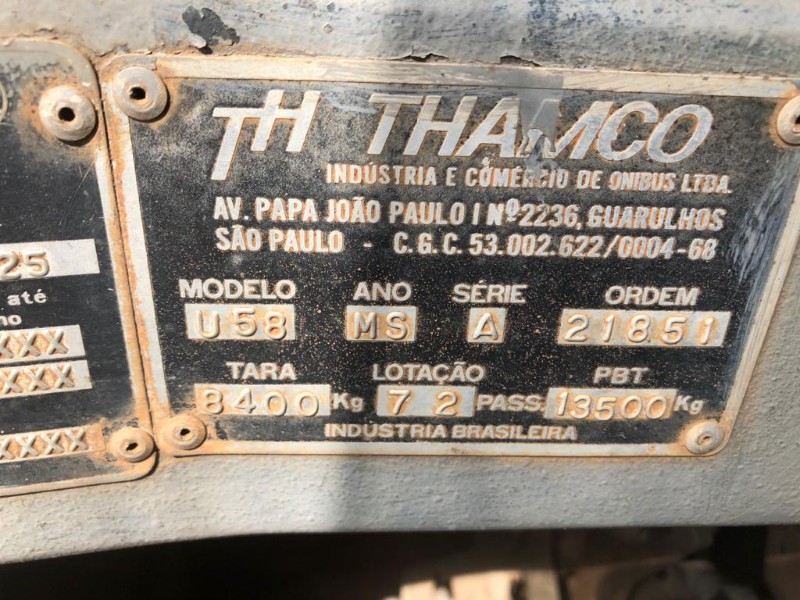 TH THAMCO
INDÚSTRIA E COMÉRCIO DE ONIBUS LTDA.
AV. PAPA JOÃO PAULO I Nº 2236, GUARULHOS
SÃO PAULO - C.G.C. 53.002.622/0004-68
MODELO ANO SÉRIE ORDEM
U58 MS A 21851
TARA LOTAÇÃO PBT
8400 Kg 72 PASS. 13500 Kg
INDÚSTRIA BRASILEIRA
25
até
XXX
XXX
XXXX